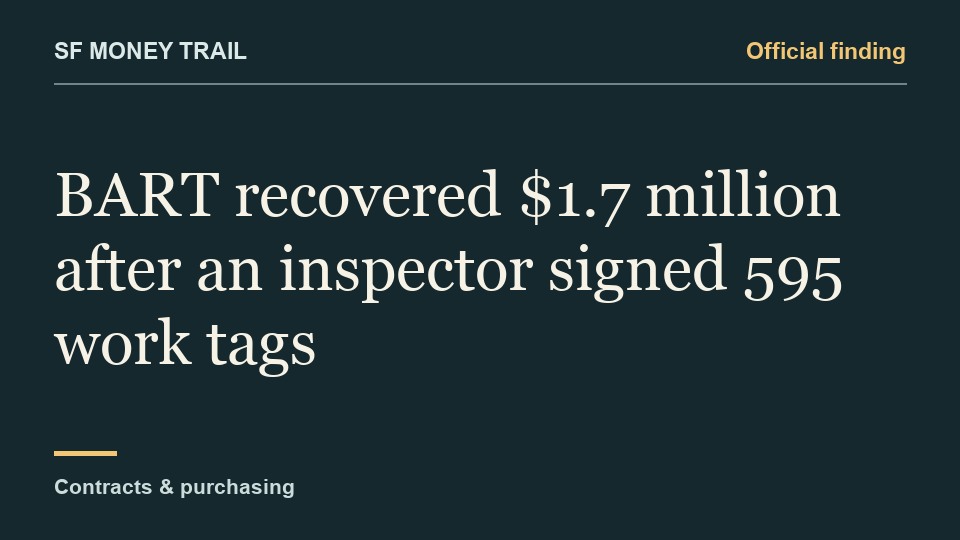 SF MONEY TRAIL
Official finding
BART recovered $1.7 million
after an inspector signed 595
work tags
Contracts & purchasing